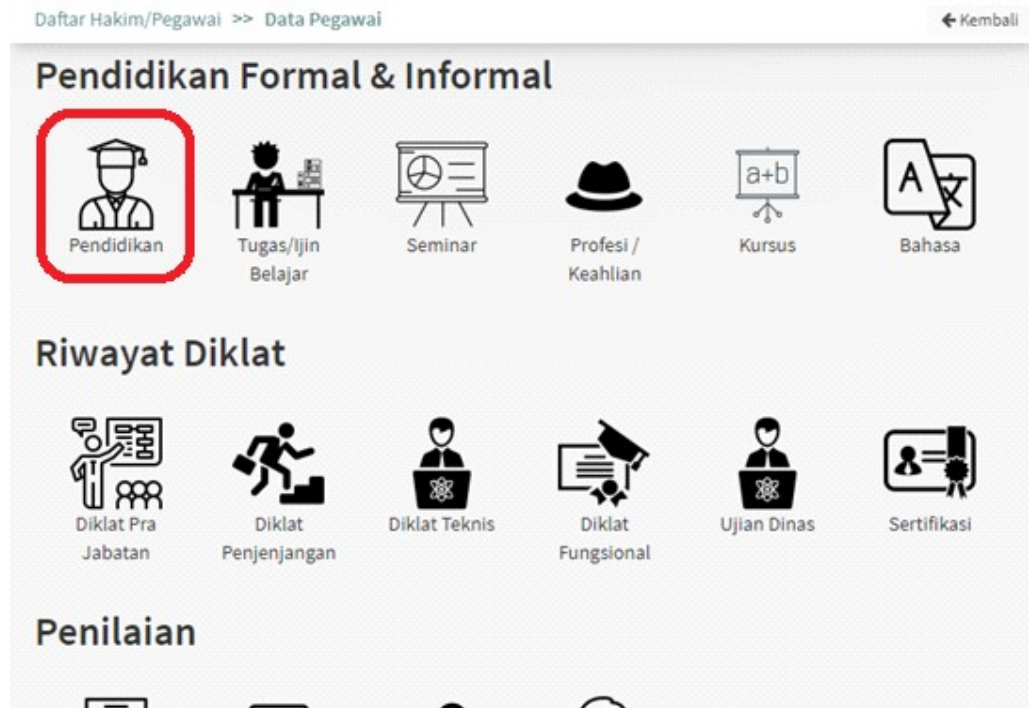 Daftar Hakim/Pegawai >> Data Pegawai
← Kembali
Pendidikan Formal & Informal
a+b
A 文
Pendidikan
Tugas/Ijin
Belajar
Seminar
Profesi /
Keahlian
Kursus
Bahasa
Riwayat Diklat
Diklat Pra
Jabatan
Diklat
Penjenjangan
Diklat Teknis
Diklat
Fungsional
Ujian Dinas
Sertifikasi
Penilaian